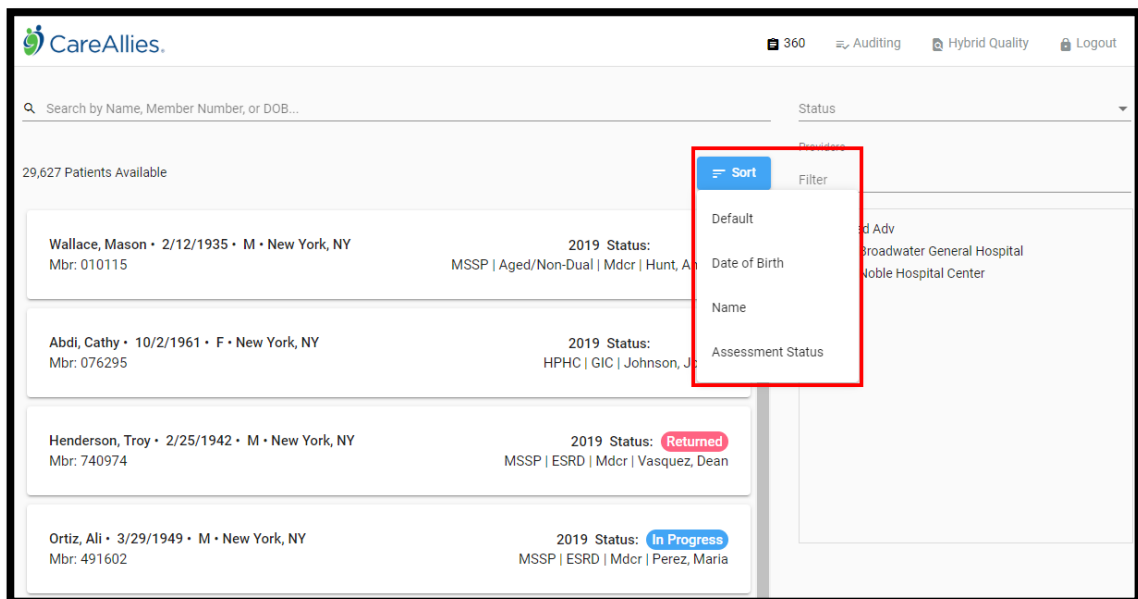 CareAllies.
360
Auditing
Hybrid Quality
Logout
Search by Name, Member Number, or DOB...
Status
Providers
29,627 Patients Available
Sort
Filter
Default
Date of Birth
Name
Assessment Status
Adv
Broadwater General Hospital
Noble Hospital Center
Wallace, Mason • 2/12/1935 • M • New York, NY
2019 Status:
Mbr: 010115
MSSP | Aged/Non-Dual | Mdcr | Hunt,
Abdi, Cathy • 10/2/1961 • F • New York, NY
2019 Status:
Mbr: 076295
HPHC | GIC | Johnson,
Henderson, Troy • 2/25/1942 • M • New York, NY
2019 Status: Returned
Mbr: 740974
MSSP | ESRD | Mdcr | Vasquez, Dean
Ortiz, Ali • 3/29/1949 • M • New York, NY
2019 Status: In Progress
Mbr: 491602
MSSP | ESRD | Mdcr | Perez, Maria